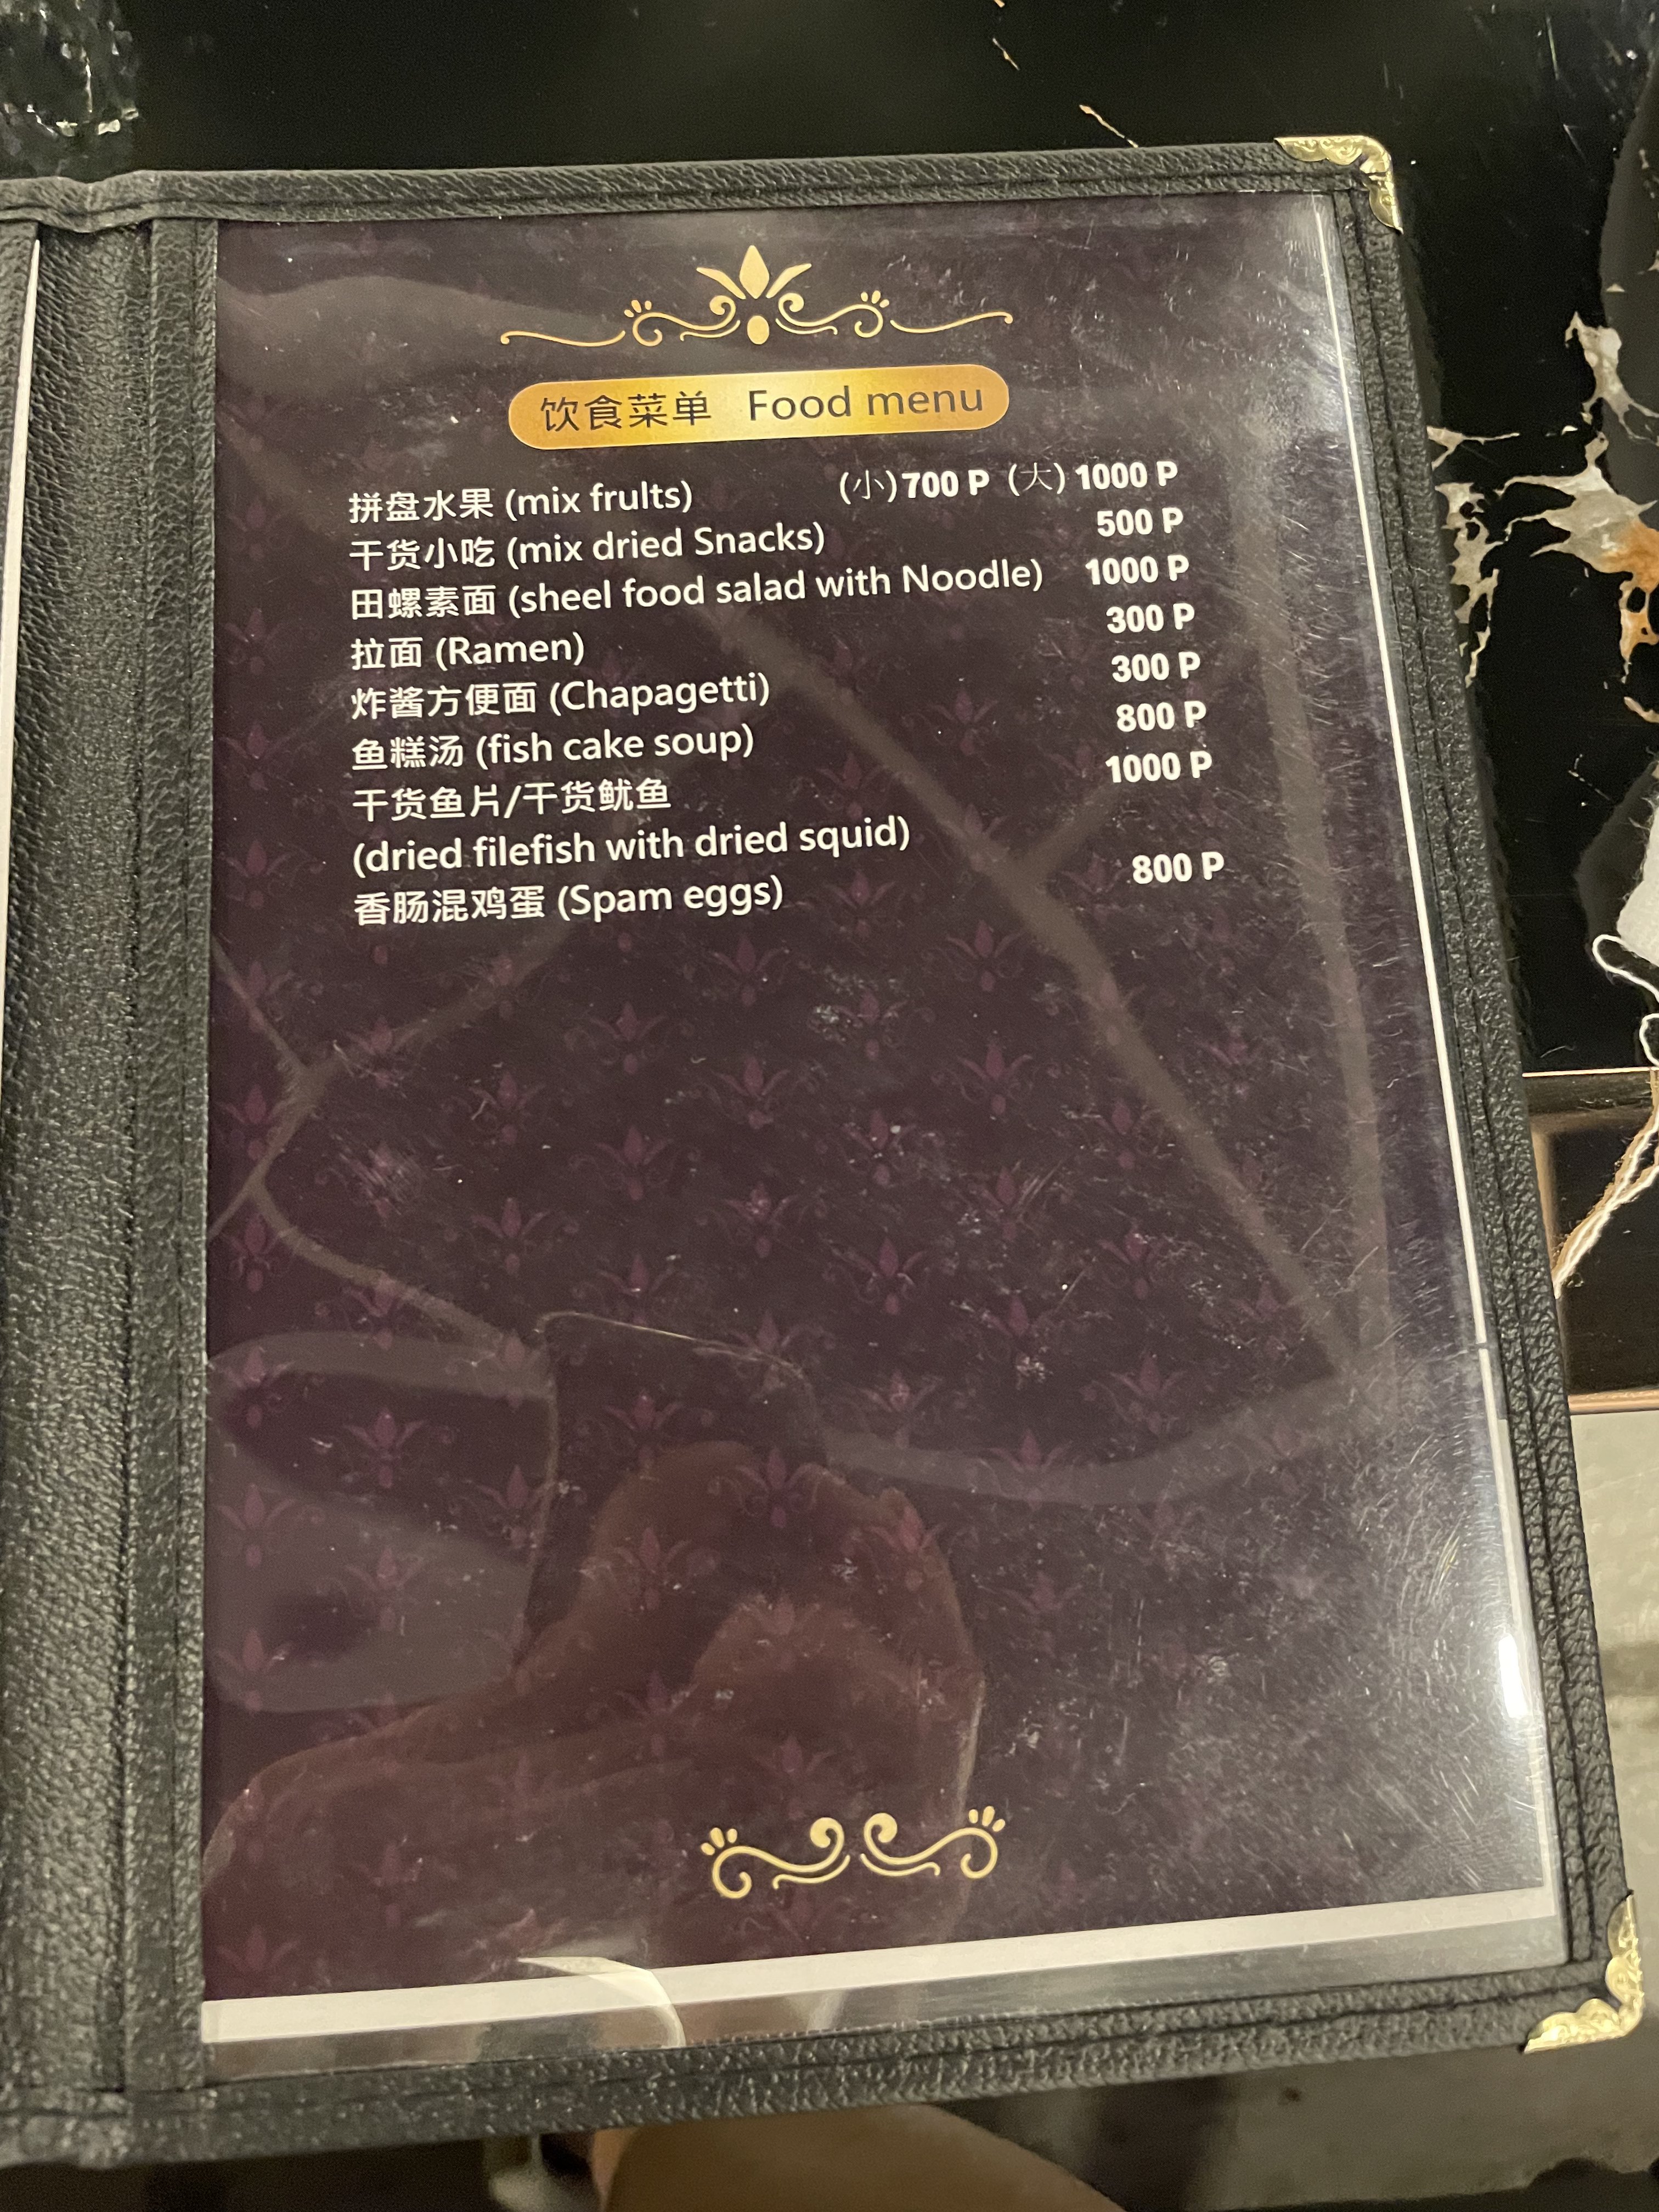 饮食菜单 Food menu
拼盘水果 (mix frults) (小)700 P (大) 1000 P
干货小吃 (mix dried Snacks) 500 P
田螺素面 (sheel food salad with Noodle) 1000 P
拉面 (Ramen) 300 P
炸酱方便面 (Chapagetti) 300 P
鱼糕汤 (fish cake soup) 800 P
干货鱼片/干货鱿鱼 1000 P
(dried filefish with dried squid)
香肠混鸡蛋 (Spam eggs) 800 P